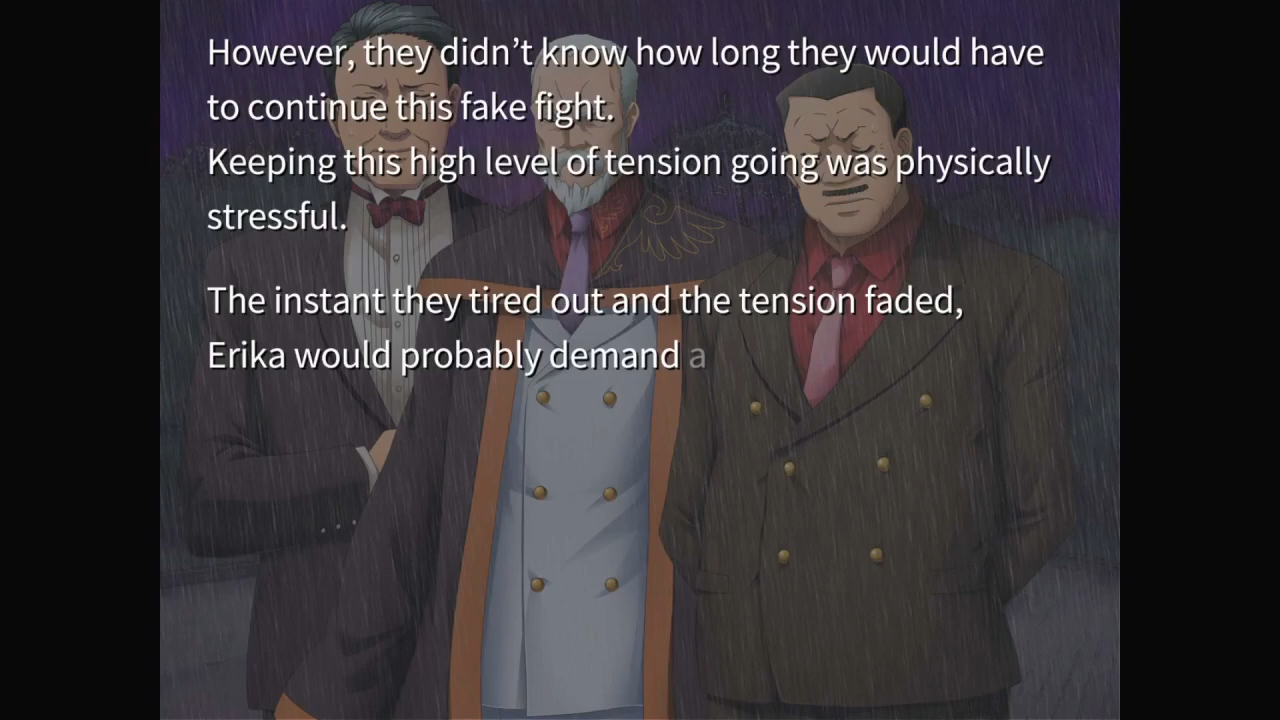 However, they didn’t know how long they would have
to continue this fake fight.
Keeping this high level of tension going was physically
stressful.
The instant they tired out and the tension faded,
Erika would probably demand a